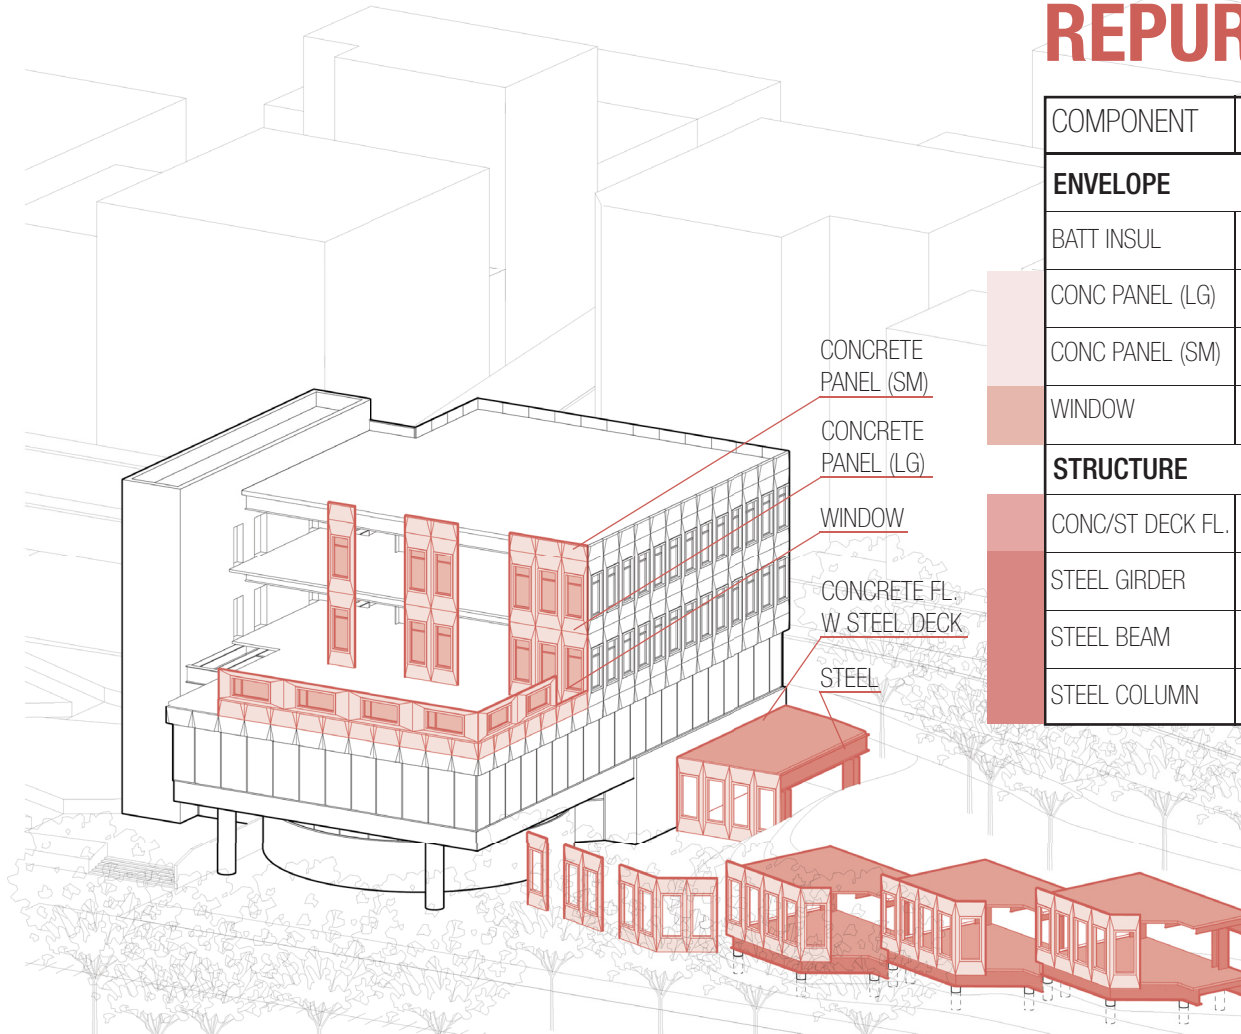 REPUR
COMPONENT
ENVELOPE
BATT INSUL
CONC PANEL (LG)
CONC PANEL (SM)
WINDOW
STRUCTURE
CONC/ST DECK FL.
STEEL GIRDER
STEEL BEAM
STEEL COLUMN
CONCRETE
PANEL (SM)
CONCRETE
PANEL (LG)
WINDOW
CONCRETE FL.
W STEEL DECK
STEEL